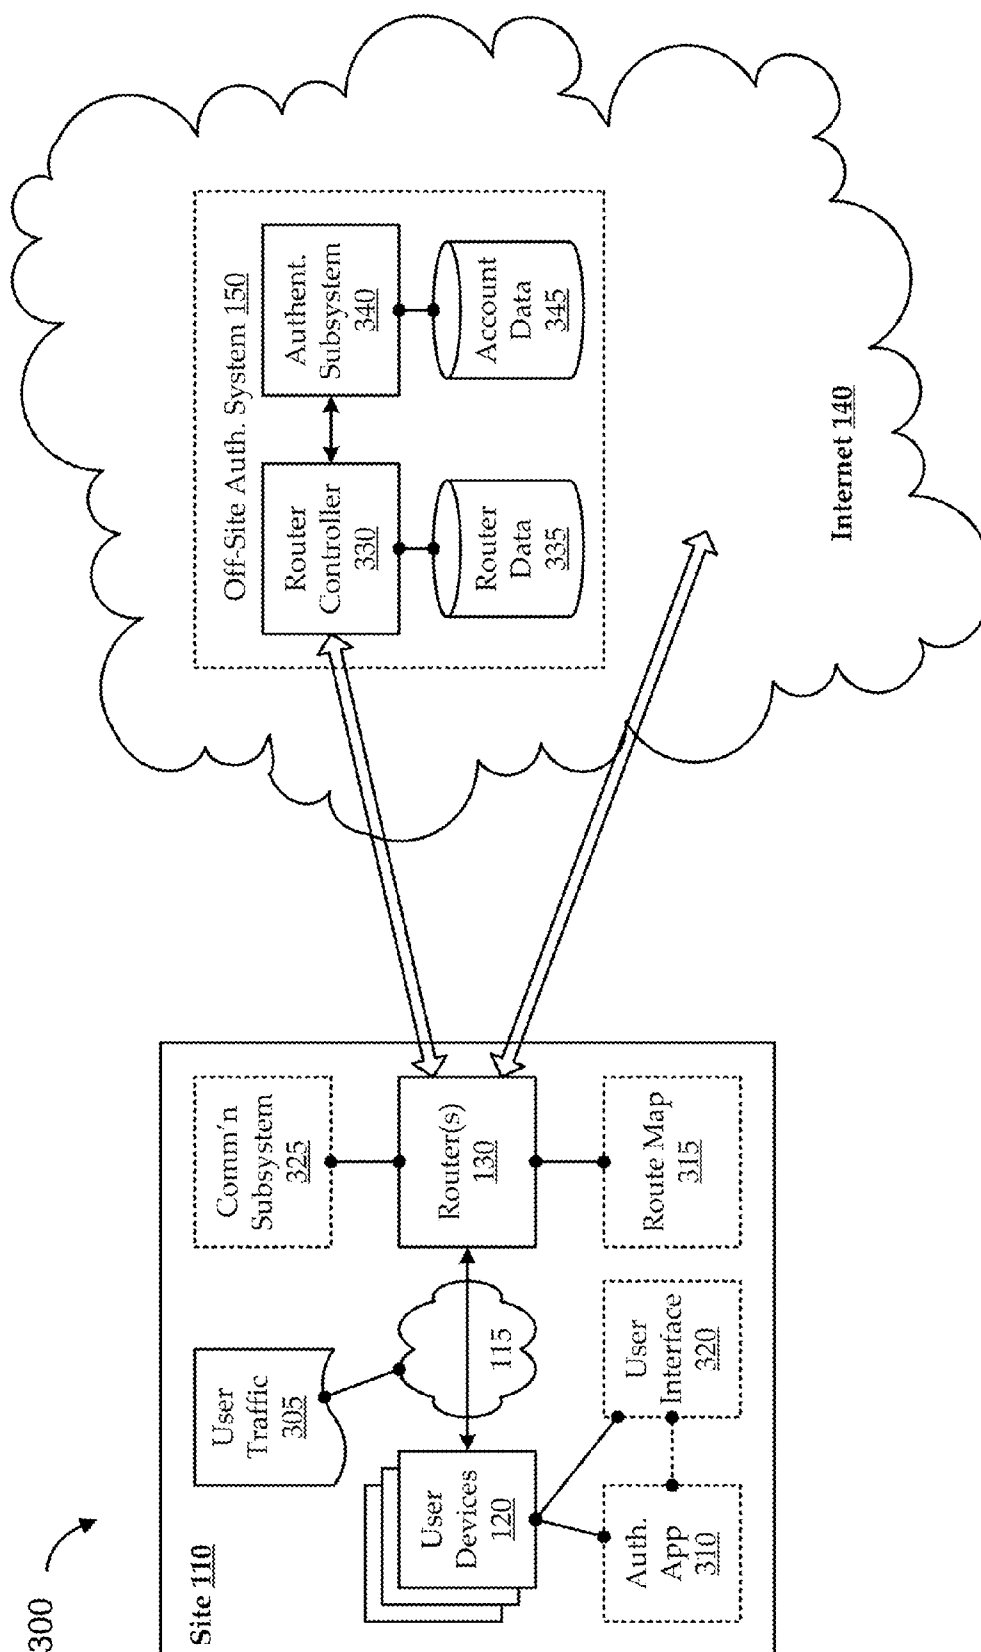 300
Site 110
User
Traffic
305
Comm'n
Subsystem
325
User
Devices
120
115
Router(s)
130
Auth.
App
310
User
Interface
320
Route Map
315
Off-Site Auth. System 150
Router
Controller
330
Authent.
Subsystem
340
Router
Data
335
Account
Data
345
Internet 140